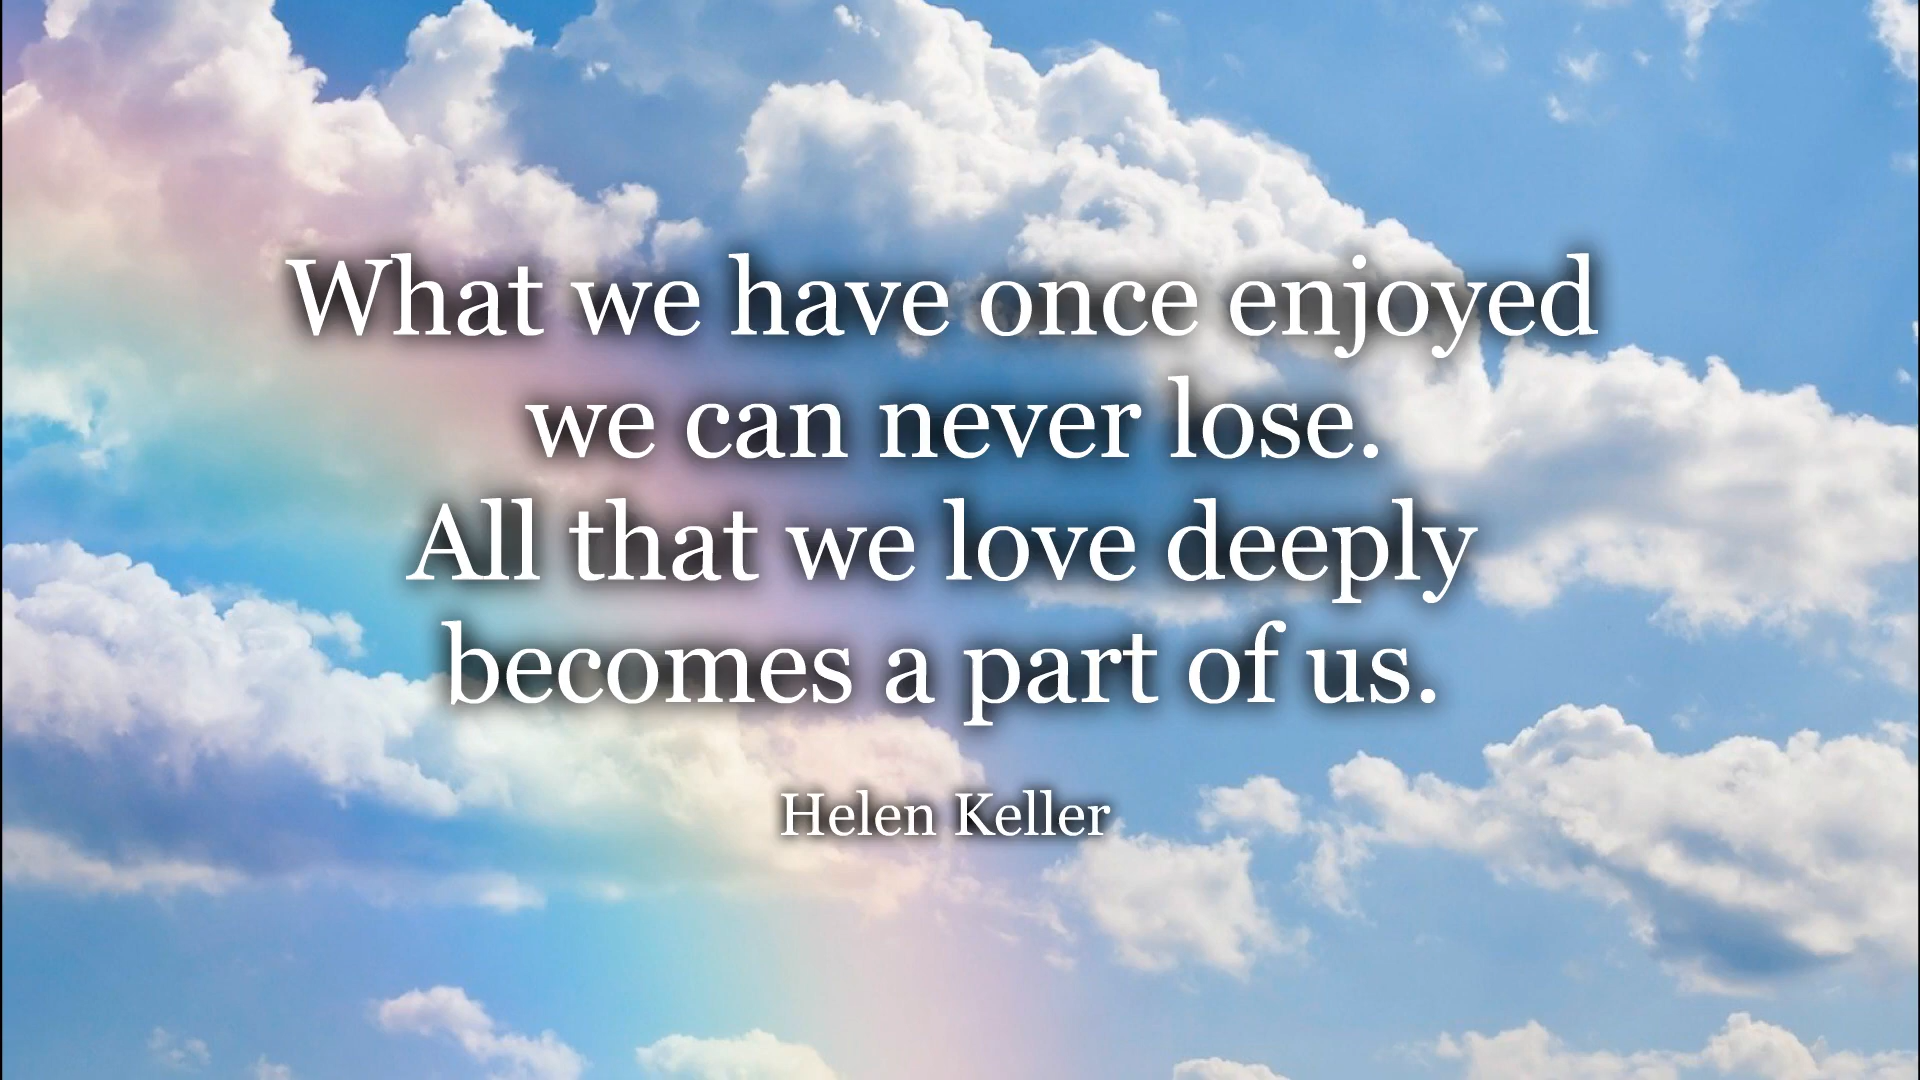 What we have once enjoyed
we can never lose.
All that we love deeply
becomes a part of us.
Helen Keller